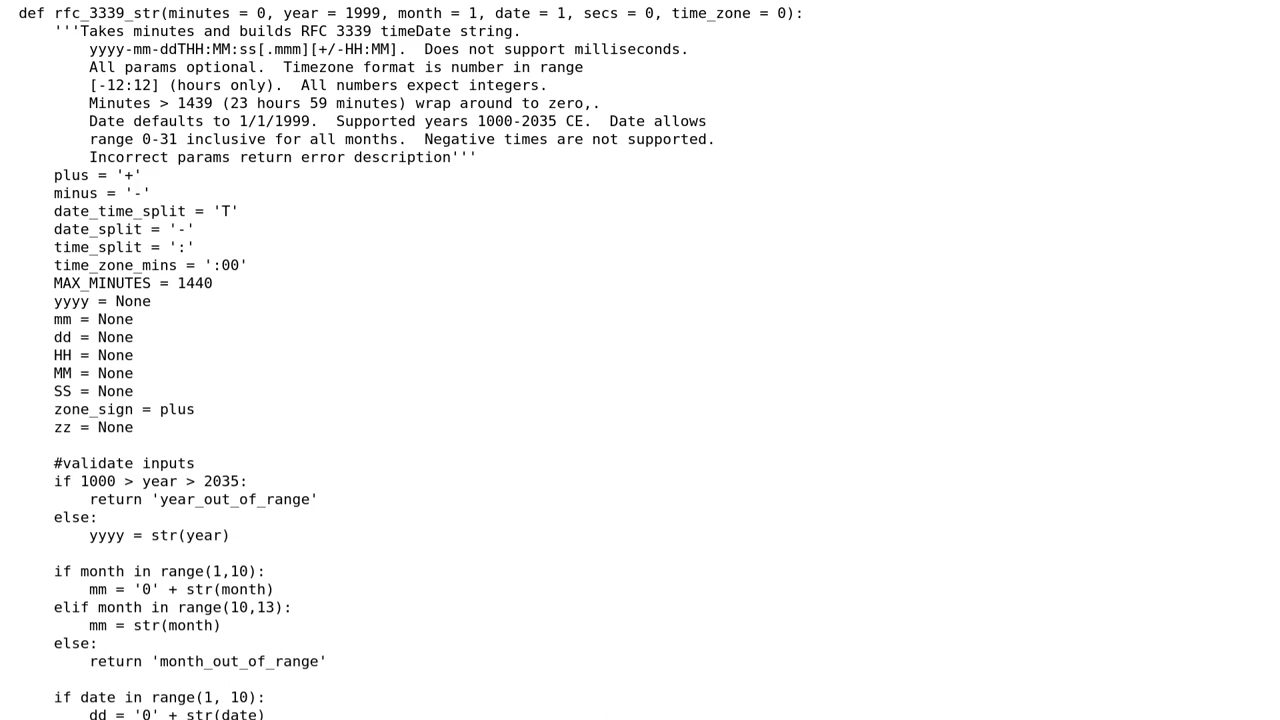 def rfc_3339_str(minutes = 0, year = 1999, month = 1, date = 1, secs = 0, time_zone = 0):
    '''Takes minutes and builds RFC 3339 timeDate string.
        yyyy-mm-ddTHH:MM:ss[.mmm][+/-HH:MM].  Does not support milliseconds.
        All params optional.  Timezone format is number in range
        [-12:12] (hours only).  All numbers expect integers.
        Minutes > 1439 (23 hours 59 minutes) wrap around to zero,.
        Date defaults to 1/1/1999.  Supported years 1000-2035 CE.  Date allows
        range 0-31 inclusive for all months.  Negative times are not supported.
        Incorrect params return error description'''
    plus = '+'
    minus = '-'
    date_time_split = 'T'
    date_split = '-'
    time_split = ':'
    time_zone_mins = ':00'
    MAX_MINUTES = 1440
    yyyy = None
    mm = None
    dd = None
    HH = None
    MM = None
    SS = None
    zone_sign = plus
    zz = None

    #validate inputs
    if 1000 > year > 2035:
        return 'year_out_of_range'
    else:
        yyyy = str(year)

    if month in range(1,10):
        mm = '0' + str(month)
    elif month in range(10,13):
        mm = str(month)
    else:
        return 'month_out_of_range'

    if date in range(1, 10):
        dd = '0' + str(date)